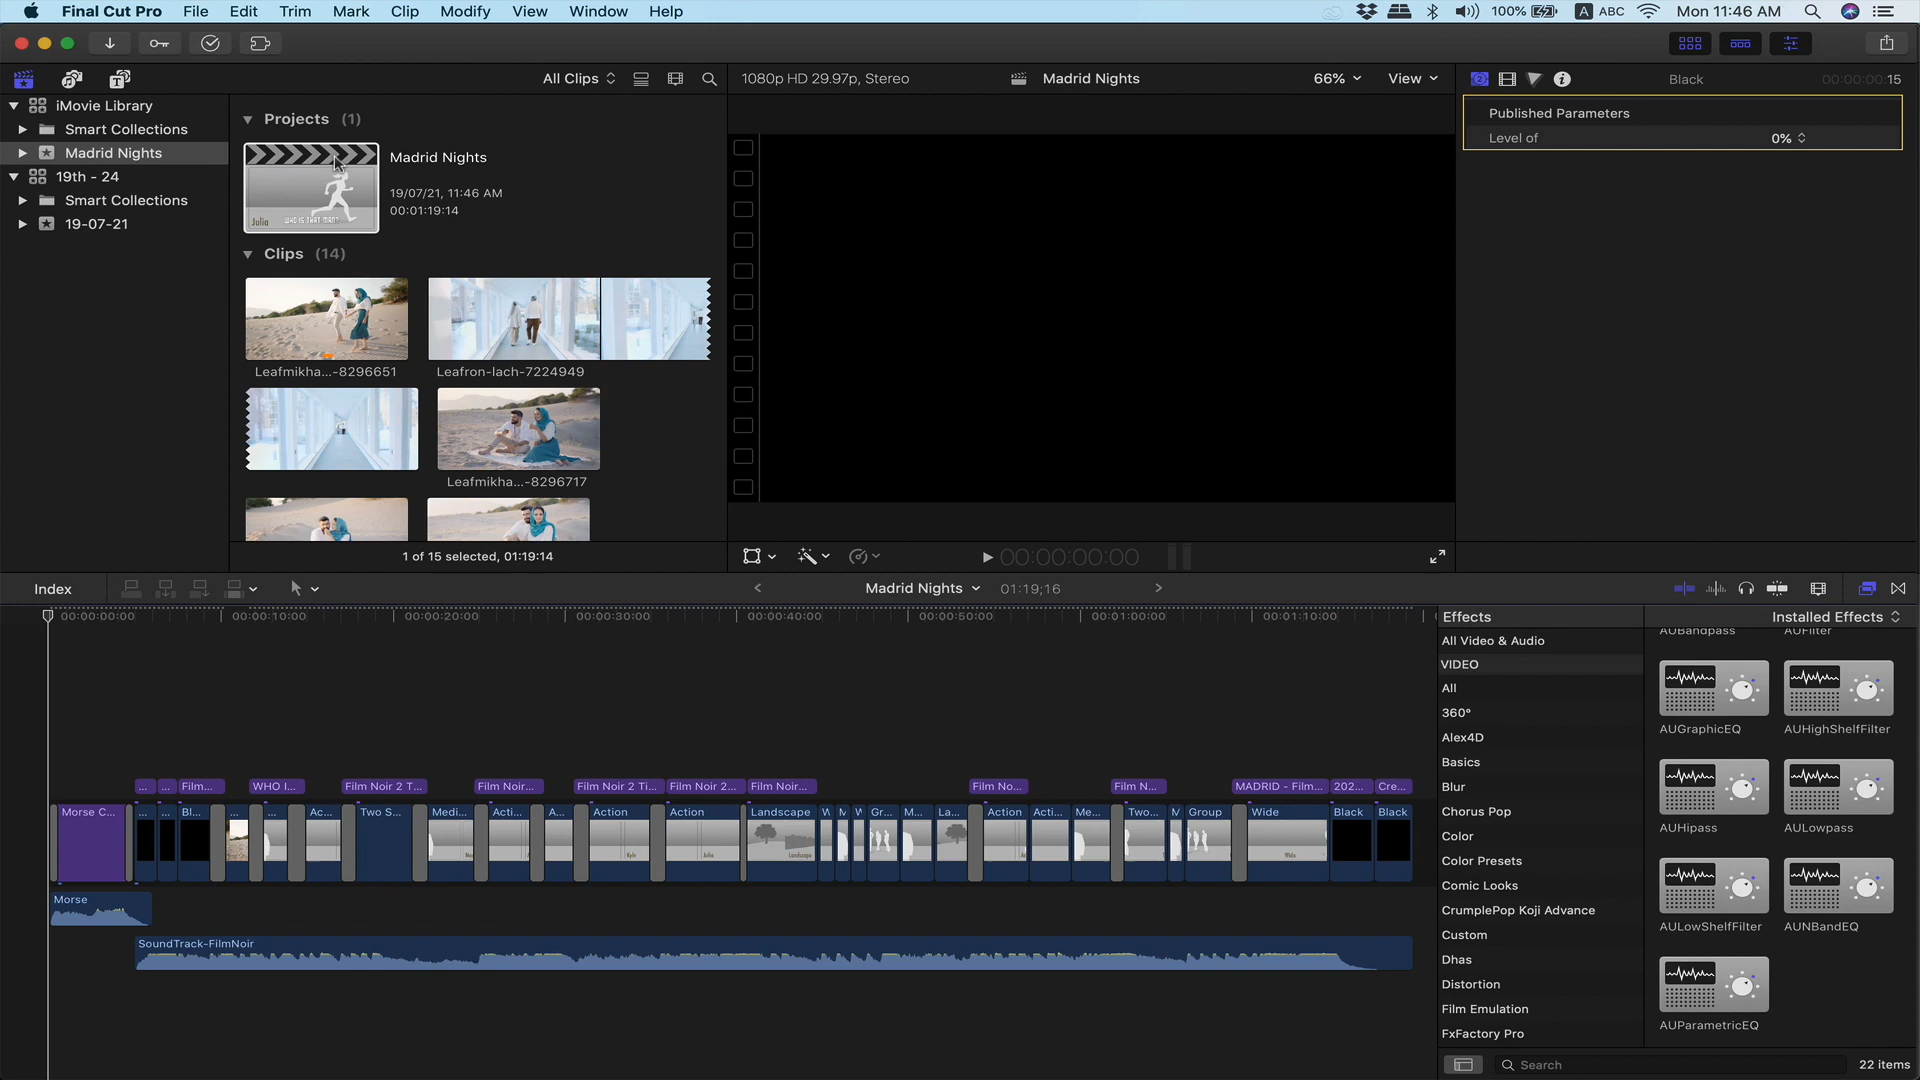 Final Cut Pro File Edit Trim Mark Clip Modify View Window Help 100% A ABC Mon 11:46 AM
All Clips
1080p HD 29.97p, Stereo Madrid Nights 66% View
Black 00:00:00:15
iMovie Library
Smart Collections
Madrid Nights
19th - 24
Smart Collections
19-07-21
Projects (1)
Madrid Nights
19/07/21, 11:46 AM
00:01:19:14
Julia
WHO IS THAT MAN?
Clips (14)
Leafmikha...-8296651
Leafron-lach-7224949
Leafmikha...-8296717
1 of 15 selected, 01:19:14
00:00:00:00
Published Parameters
Level of 0%
Index
Madrid Nights 01:19;16
00:00:00:00 00:00:10:00 00:00:20:00 00:00:30:00 00:00:40:00 00:00:50:00 00:01:00:00 00:01:10:00
... ... Film... WHO I... Film Noir 2 T... Film Noir... Film Noir 2 Ti... Film Noir 2... Film Noir... Film No... Film N... MADRID - Film... 202... Cre...
Morse C... ... ... Bl... ... ... Ac... Two S... Medi... Acti... A... Action Action Landscape W M W Gr... M... La... Action Acti... Me... Two... M Group Wide Black Black
Kyle Julia Landscape Wide
Morse
SoundTrack-FilmNoir
Effects
Installed Effects
All Video & Audio
VIDEO
All
360°
Alex4D
Basics
Blur
Chorus Pop
Color
Color Presets
Comic Looks
CrumplePop Koji Advance
Custom
Dhas
Distortion
Film Emulation
FxFactory Pro
AUBandpass AUFilter
AUGraphicEQ AUHighShelfFilter
AUHipass AULowpass
AULowShelfFilter AUNBandEQ
AUParametricEQ
Search
22 items